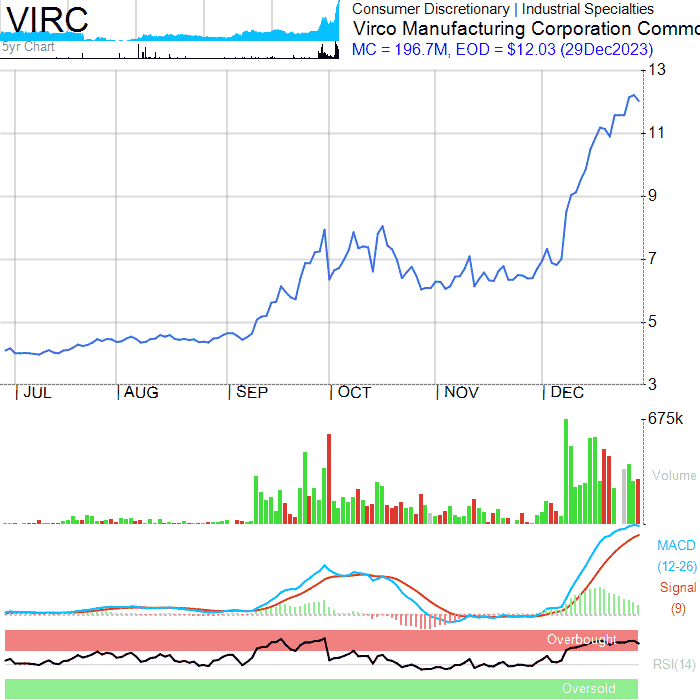 VIRC
5yr Chart
Consumer Discretionary | Industrial Specialties
Virco Manufacturing Corporation Commo
MC = 196.7M, EOD = $12.03 (29Dec2023)
13
11
9
7
5
3
JUL
AUG
SEP
OCT
NOV
DEC
675k
Volume
MACD
(12-26)
Signal
(9)
Overbought
RSI(14)
Oversold